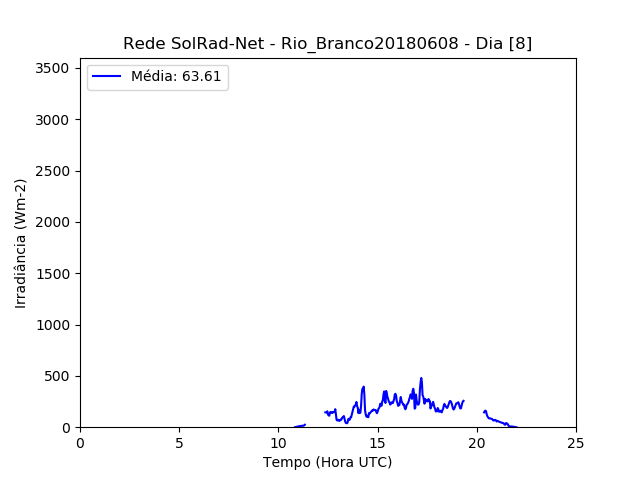 Rede SolRad-Net - Rio_Branco20180608 - Dia [8]
Média: 63.61
3500
3000
2500
2000
1500
1000
500
0
Irradiância (Wm-2)
0 5 10 15 20 25
Tempo (Hora UTC)